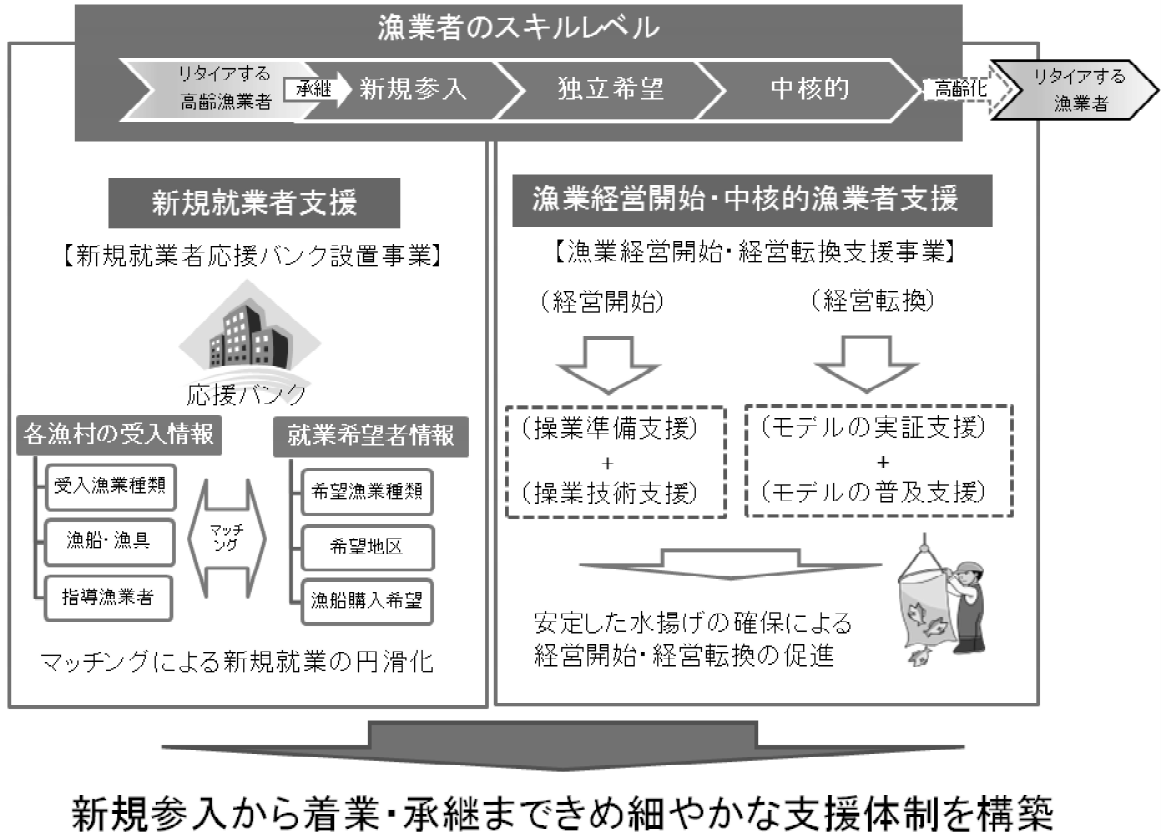 漁業者のスキルレベル
リタイアする
高齢漁業者
承継
新規参入
独立希望
中核的
高齢化
リタイアする
漁業者
新規就業者支援
【新規就業者応援バンク設置事業】
応援バンク
各漁村の受入情報
受入漁業種類
漁船・漁具
指導漁業者
マッチ
ング
就業希望者情報
希望漁業種類
希望地区
漁船購入希望
マッチングによる新規就業の円滑化
漁業経営開始・中核的漁業者支援
【漁業経営開始・経営転換支援事業】
(経営開始)
(経営転換)
(操業準備支援)
+
(操業技術支援)
(モデルの実証支援)
+
(モデルの普及支援)
安定した水揚げの確保による
経営開始・経営転換の促進
新規参入から着業・承継まできめ細やかな支援体制を構築